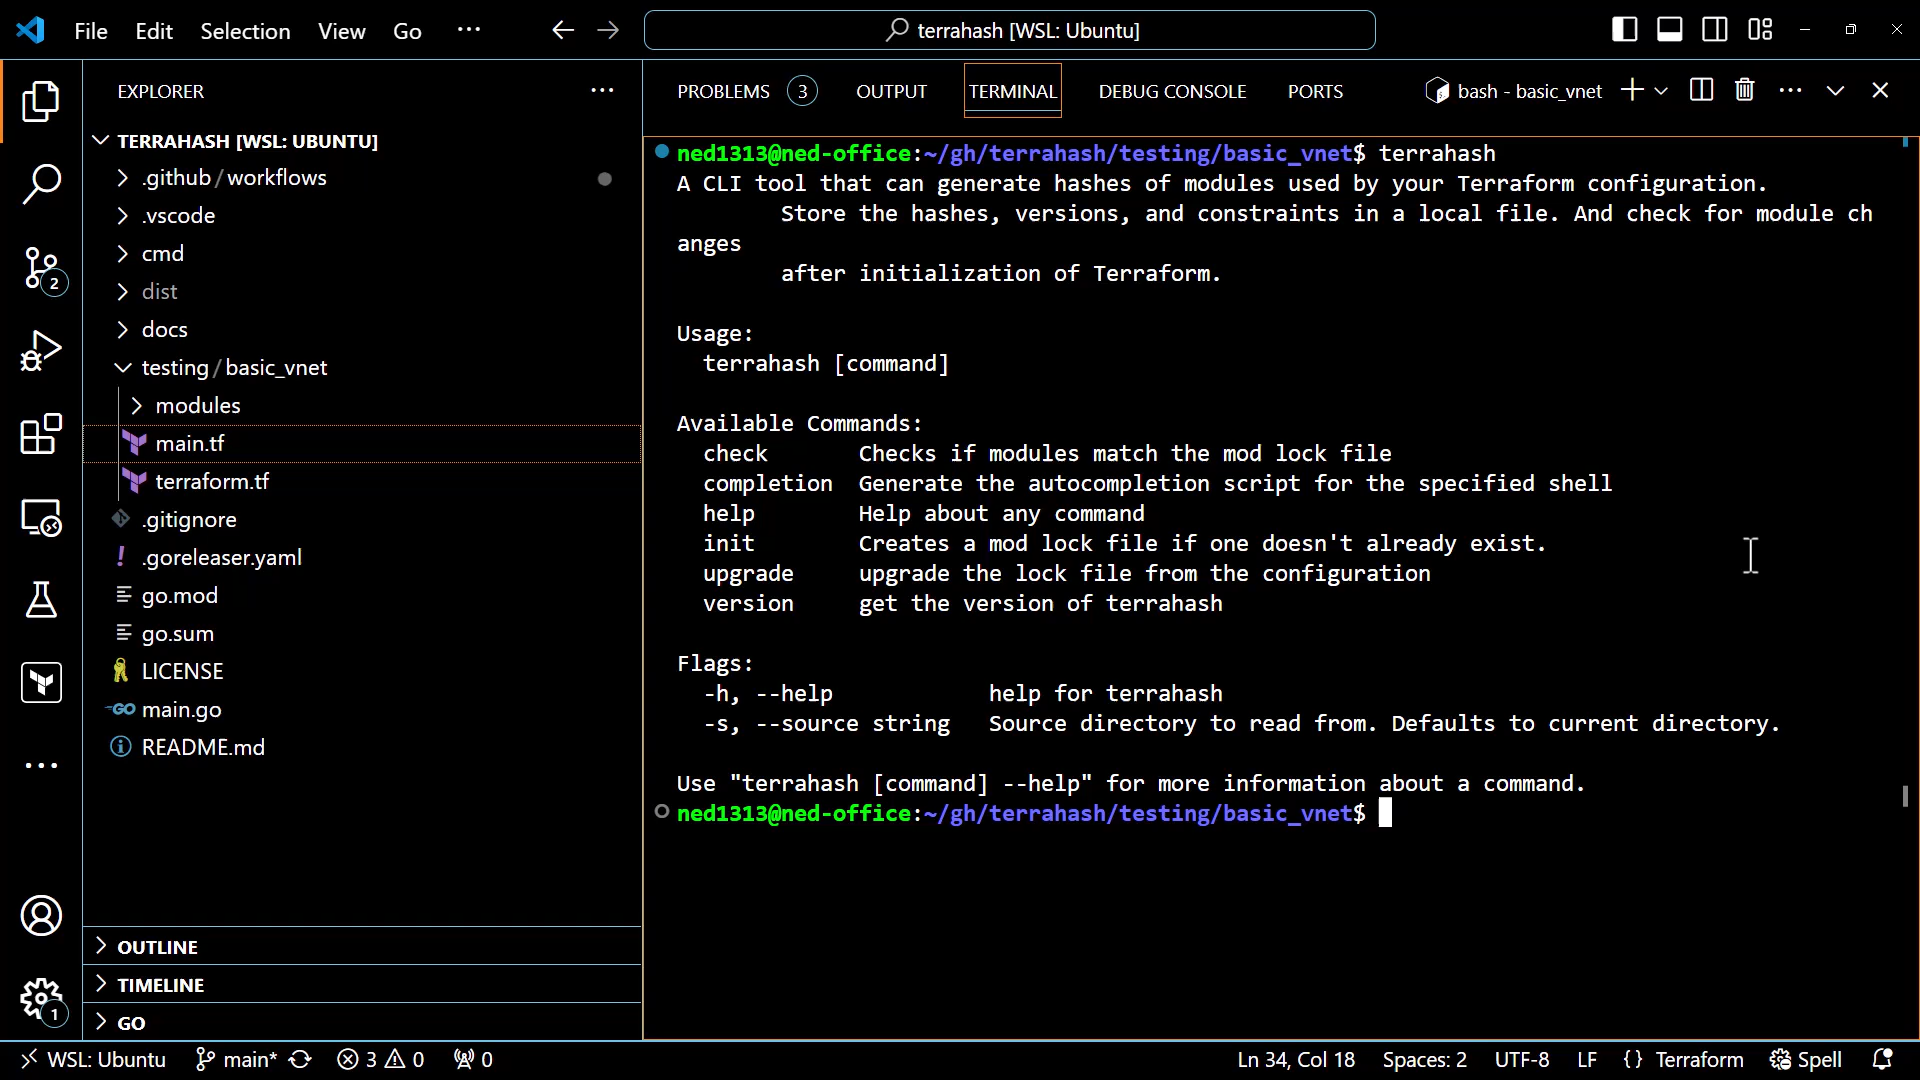 File Edit Selection View Go ···
terrahash [WSL: Ubuntu]
EXPLORER
TERRAHASH [WSL: UBUNTU]
.github/workflows
.vscode
cmd
dist
docs
testing/basic_vnet
modules
main.tf
terraform.tf
.gitignore
! .goreleaser.yaml
go.mod
go.sum
LICENSE
GO main.go
README.md
2
1
OUTLINE
TIMELINE
GO
PROBLEMS 3 OUTPUT TERMINAL DEBUG CONSOLE PORTS
bash - basic_vnet
ned1313@ned-office:~/gh/terrahash/testing/basic_vnet$ terrahash
A CLI tool that can generate hashes of modules used by your Terraform configuration.
Store the hashes, versions, and constraints in a local file. And check for module ch
anges
after initialization of Terraform.
Usage:
terrahash [command]
Available Commands:
check Checks if modules match the mod lock file
completion Generate the autocompletion script for the specified shell
help Help about any command
init Creates a mod lock file if one doesn't already exist.
upgrade upgrade the lock file from the configuration
version get the version of terrahash
Flags:
-h, --help help for terrahash
-s, --source string Source directory to read from. Defaults to current directory.
Use "terrahash [command] --help" for more information about a command.
ned1313@ned-office:~/gh/terrahash/testing/basic_vnet$
WSL: Ubuntu main* 3 0 0
Ln 34, Col 18 Spaces: 2 UTF-8 LF {} Terraform Spell